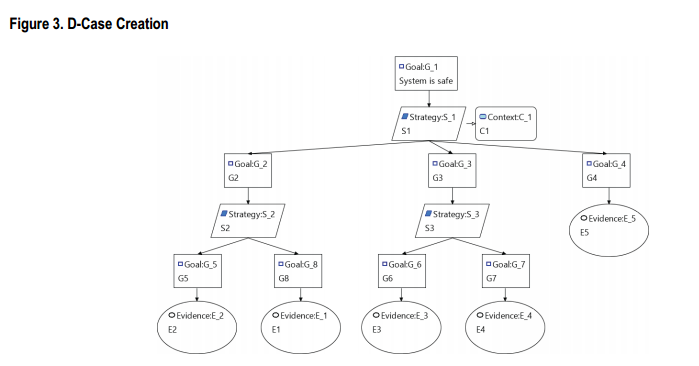 Figure 3. D-Case Creation
Goal:G_1
System is safe
Strategy:S_1
S1
Context:C_1
C1
Goal:G_2
G2
Goal:G_3
G3
Goal:G_4
G4
Strategy:S_2
S2
Strategy:S_3
S3
Evidence:E_5
E5
Goal:G_5
G5
Goal:G_8
G8
Goal:G_6
G6
Goal:G_7
G7
Evidence:E_2
E2
Evidence:E_1
E1
Evidence:E_3
E3
Evidence:E_4
E4